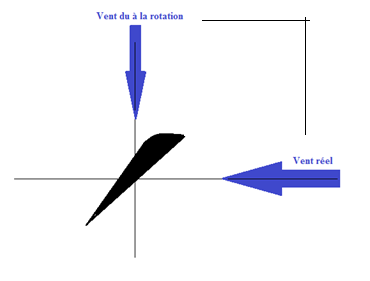 Vent du à la rotation
Vent réel